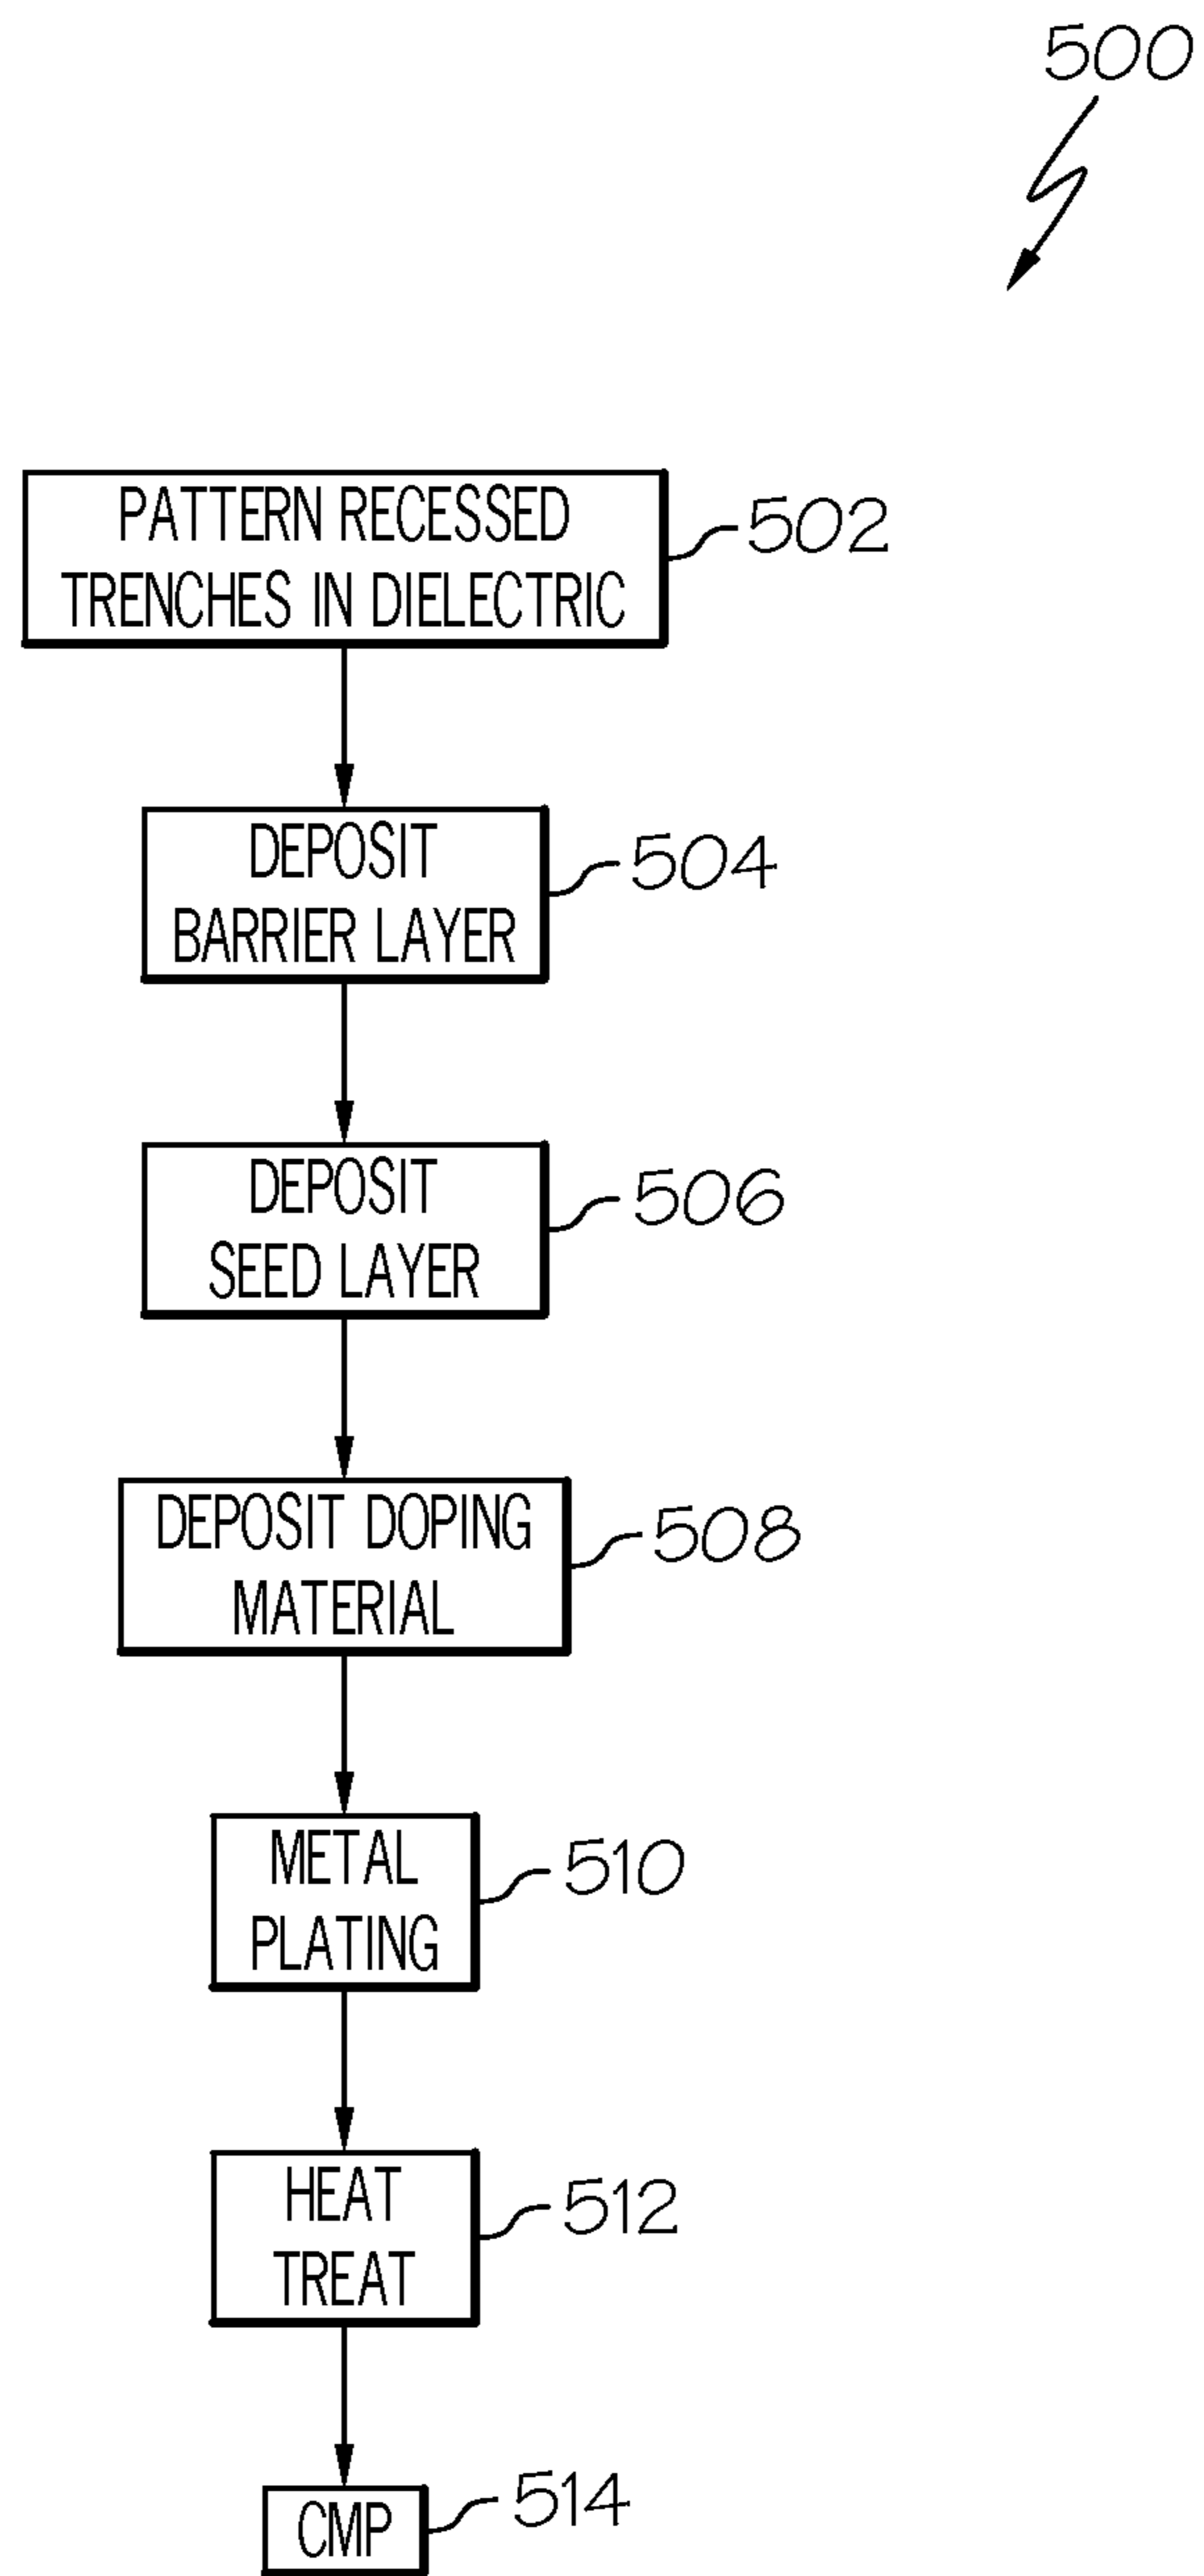 500
PATTERN RECESSED
TRENCHES IN DIELECTRIC
502
DEPOSIT
BARRIER LAYER
504
DEPOSIT
SEED LAYER
506
DEPOSIT DOPING
MATERIAL
508
METAL
PLATING
510
HEAT
TREAT
512
CMP
514